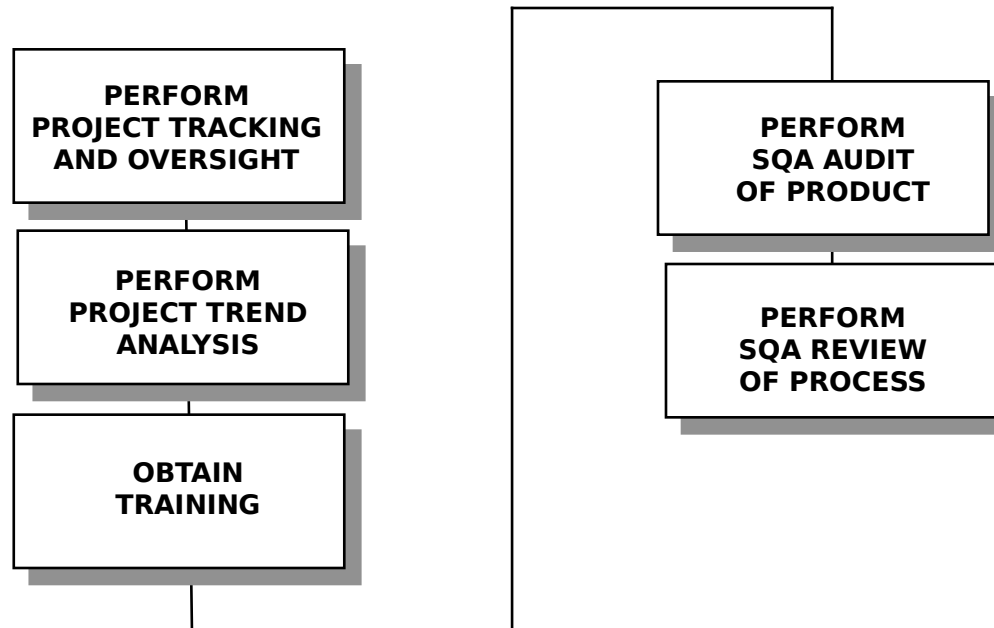 PERFORM
PROJECT TRACKING
AND OVERSIGHT
PERFORM
PROJECT TREND
ANALYSIS
OBTAIN
TRAINING
PERFORM
SQA AUDIT
OF PRODUCT
PERFORM
SQA REVIEW
OF PROCESS